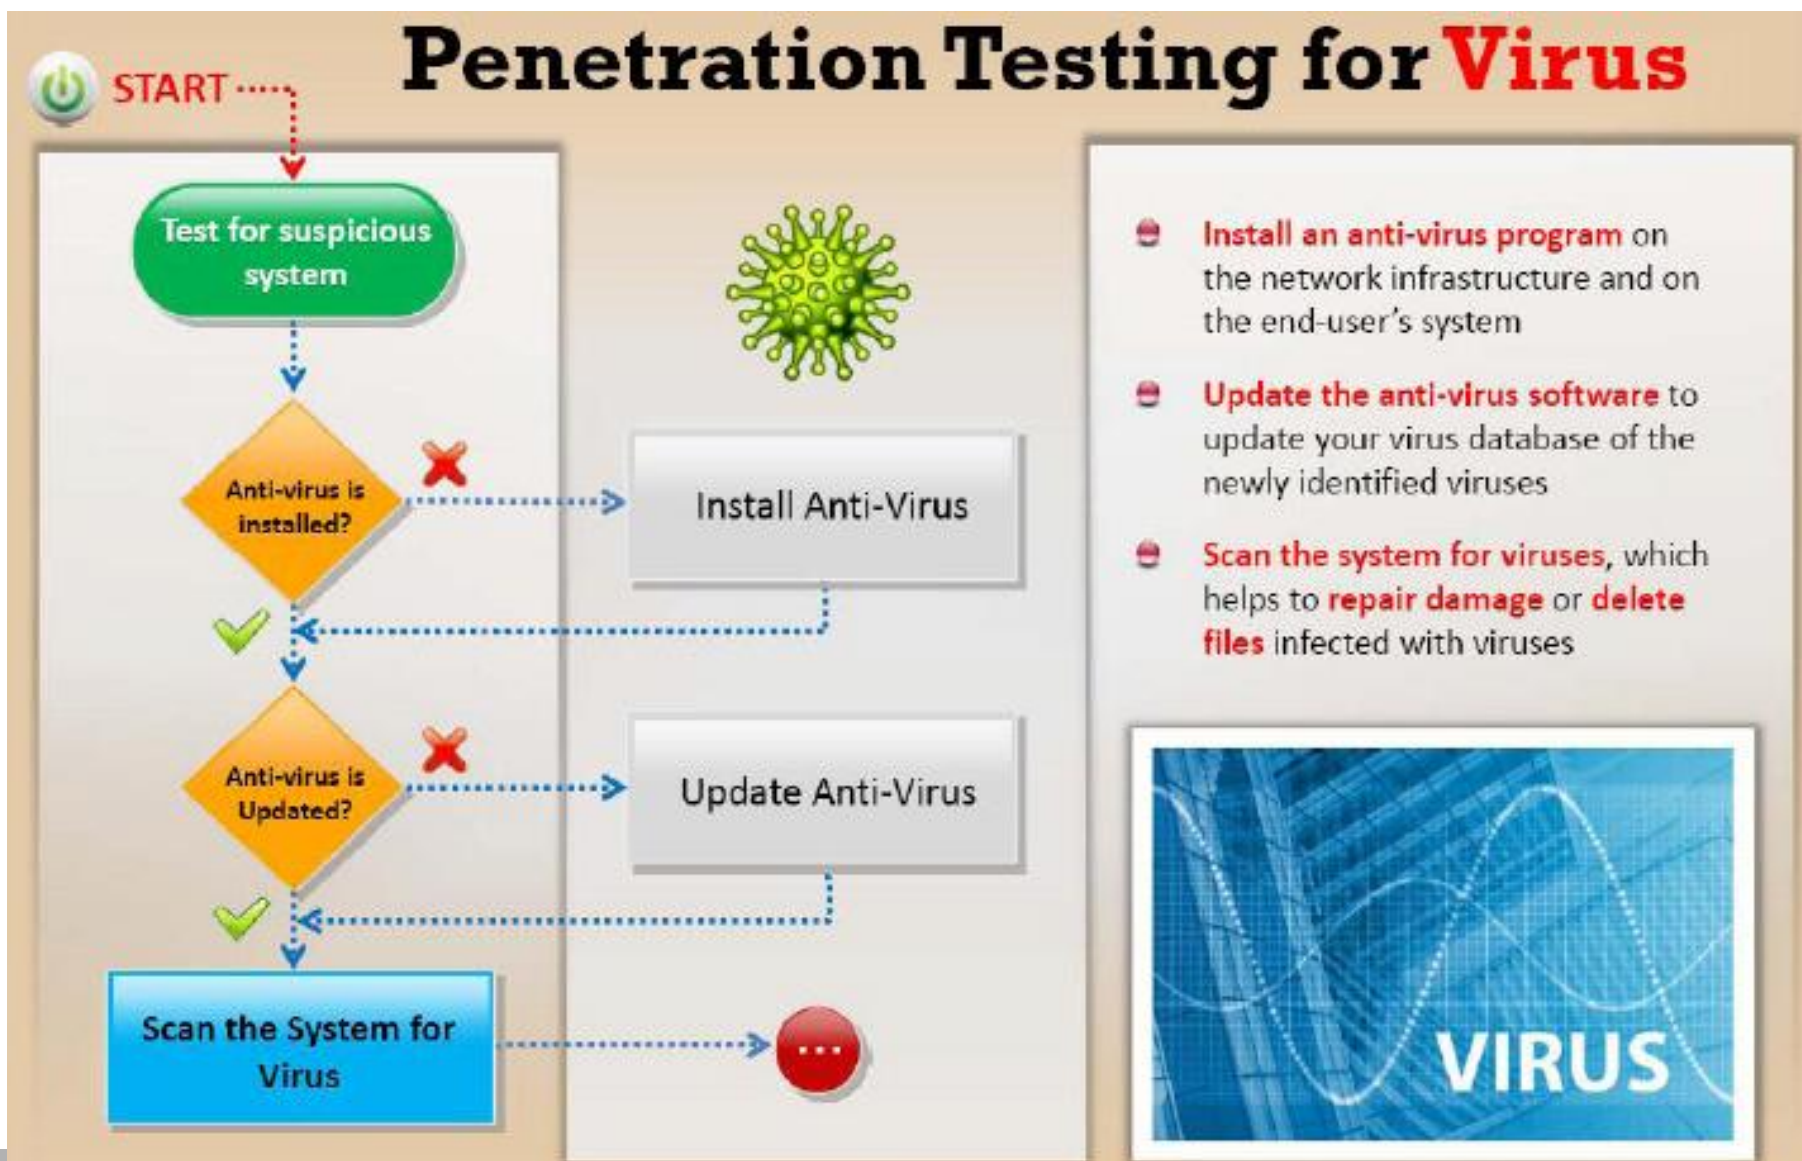 Penetration Testing for Virus
START
Test for suspicious
system
Anti-virus is
installed?
Install Anti-Virus
Anti-virus is
Updated?
Update Anti-Virus
Scan the System for
Virus
...
Install an anti-virus program on
the network infrastructure and on
the end-user's system
Update the anti-virus software to
update your virus database of the
newly identified viruses
Scan the system for viruses, which
helps to repair damage or delete
files infected with viruses
VIRUS